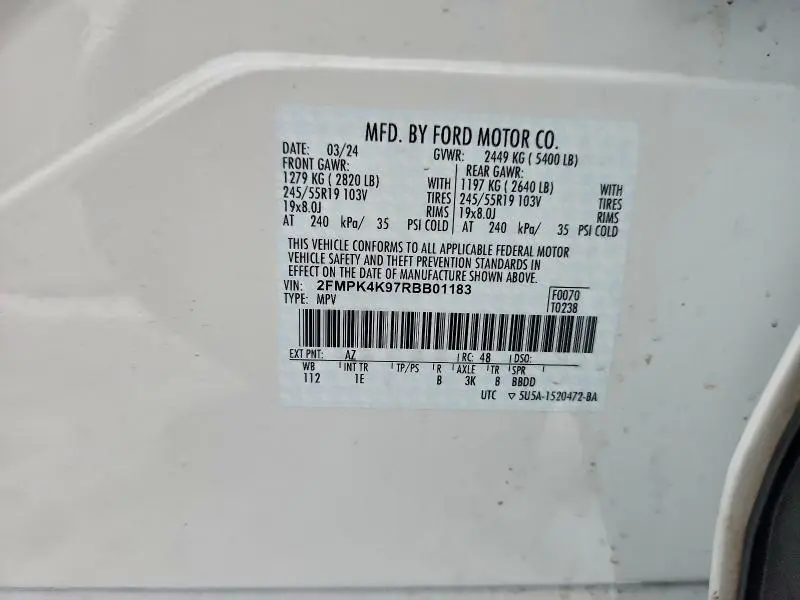 MFD. BY FORD MOTOR CO.
DATE: 03/24 GVWR: 2449 KG ( 5400 LB)
FRONT GAWR: REAR GAWR:
1279 KG ( 2820 LB) WITH 1197 KG ( 2640 LB) WITH
245/55R19 103V TIRES 245/55R19 103V TIRES
19x8.0J RIMS 19x8.0J RIMS
AT 240 kPa/ 35 PSI COLD AT 240 kPa/ 35 PSI COLD
THIS VEHICLE CONFORMS TO ALL APPLICABLE FEDERAL MOTOR
VEHICLE SAFETY AND THEFT PREVENTION STANDARDS IN
EFFECT ON THE DATE OF MANUFACTURE SHOWN ABOVE.
VIN: 2FMPK4K97RBB01183
TYPE: MPV F0070
T0238
EXT PNT: AZ RC: 48 DSO:
WB INT TR TP/PS R AXLE TR SPR
112 1E B 3K 8 BBDD
UTC ▽ 5U5A-1520472-BA